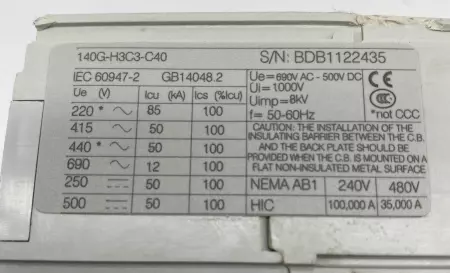 140G-H3C3-C40 S/N: BDB1122435
IEC 60947-2 GB14048.2
Ue (V) Icu (kA) Ics (%Icu)
220 * ~ 85 100
415 ~ 50 100
440 * ~ 50 100
690 ~ 12 100
250 ⎓ 50 100
500 ⎓ 50 100
Ue= 690V AC - 500V DC
Ui= 1000V
Uimp= 8kV
f= 50-60Hz
CE
CCC
*not CCC
CAUTION: THE INSTALLATION OF THE
INSULATING BARRIER BETWEEN THE C.B.
AND THE BACK PLATE SHOULD BE
PROVIDED WHEN THE C.B. IS MOUNTED ON A
FLAT NON-INSULATED METAL SURFACE
NEMA AB1 240V 480V
HIC 100,000 A 35,000 A